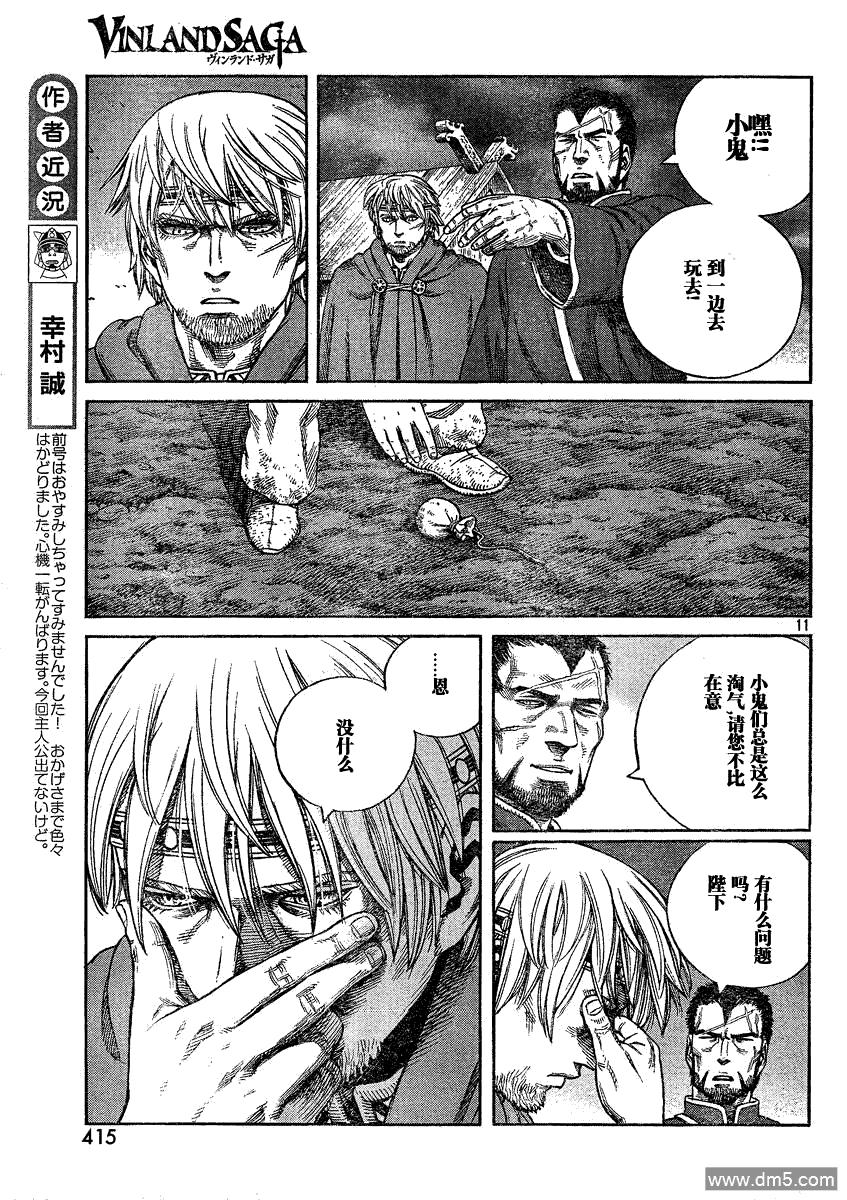 VINLAND SAGA
ヴィンランド・サガ
嘿!!
小鬼
到一边去
玩去!
作者近況
幸村誠
前号はおやすみしちゃってすみませんでした！　おかげさまで色々
はかどりました。心機一転がんばります。今回主人公出てないけど。
11
小鬼们总是这么
淘气,请您不比
在意
……恩
没什么
有什么问题
吗?
陛下
415
www.dm5.com